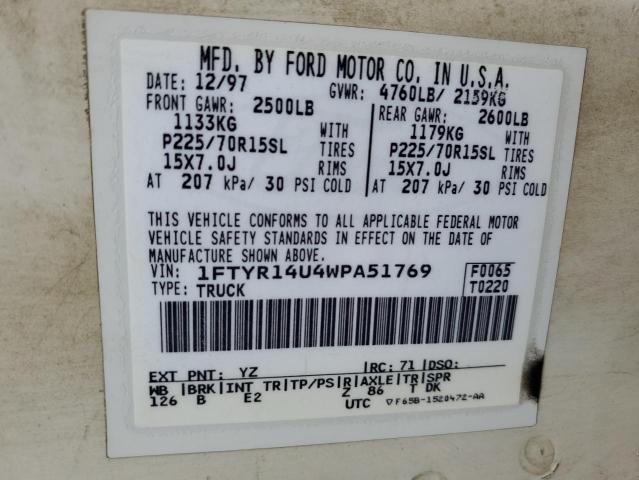 MFD. BY FORD MOTOR CO. IN U.S.A.
DATE: 12/97 GVWR: 4760LB/ 2159KG
FRONT GAWR: 2500LB REAR GAWR: 2600LB
1133KG WITH 1179KG WITH
P225/70R15SL TIRES P225/70R15SL TIRES
15X7.0J RIMS 15X7.0J RIMS
AT 207 kPa/ 30 PSI COLD AT 207 kPa/ 30 PSI COLD
THIS VEHICLE CONFORMS TO ALL APPLICABLE FEDERAL MOTOR
VEHICLE SAFETY STANDARDS IN EFFECT ON THE DATE OF
MANUFACTURE SHOWN ABOVE.
VIN: 1FTYR14U4WPA51769 F0065
TYPE: TRUCK T0220
EXT PNT: YZ RC: 71 DSO:
WB BRK INT TR TP/PS R AXLE TR SPR
126 B E2 Z 86 T DK
UTC ▽F65B-1520472-AA